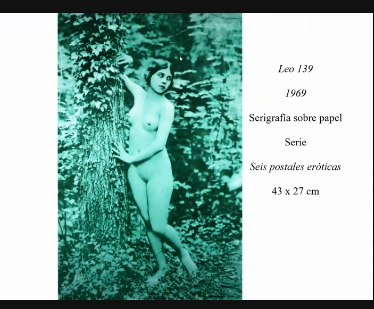 Leo 139
1969
Serigrafía sobre papel
Serie
Seis postales eróticas
43 x 27 cm